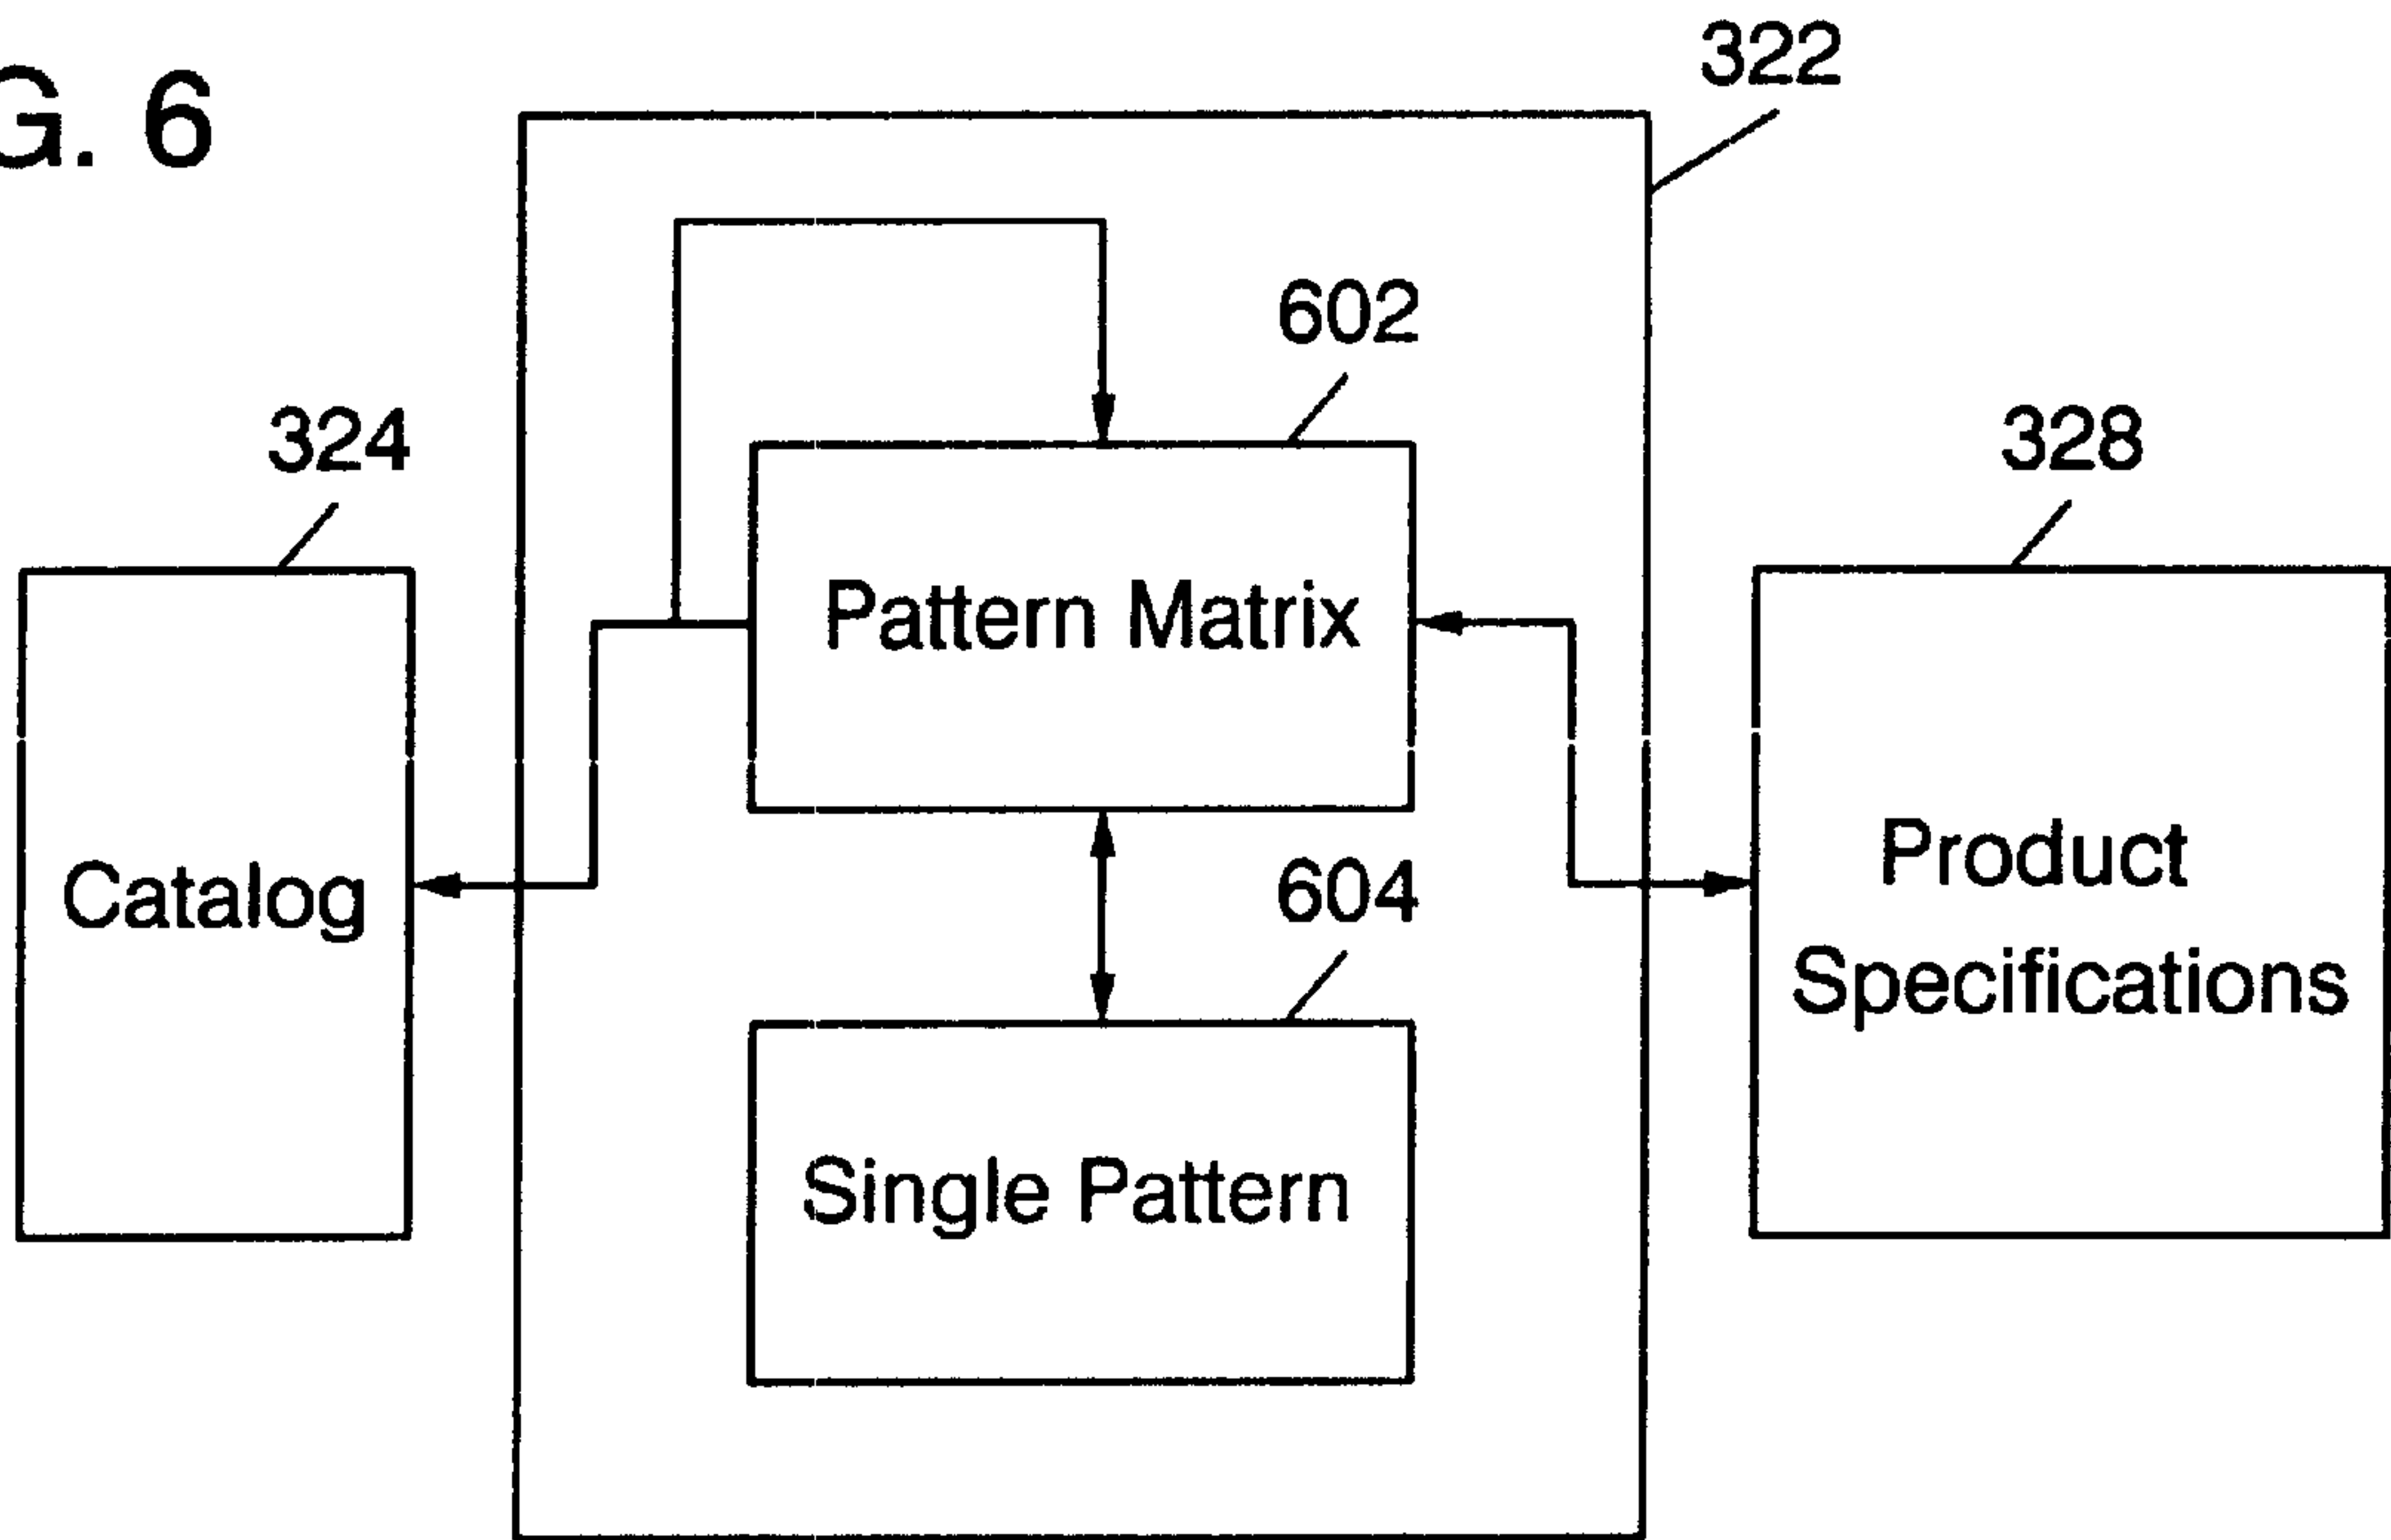 G. 6
322
602
324
328
Pattern Matrix
Product
604
Catalog
Specifications
Single Pattern